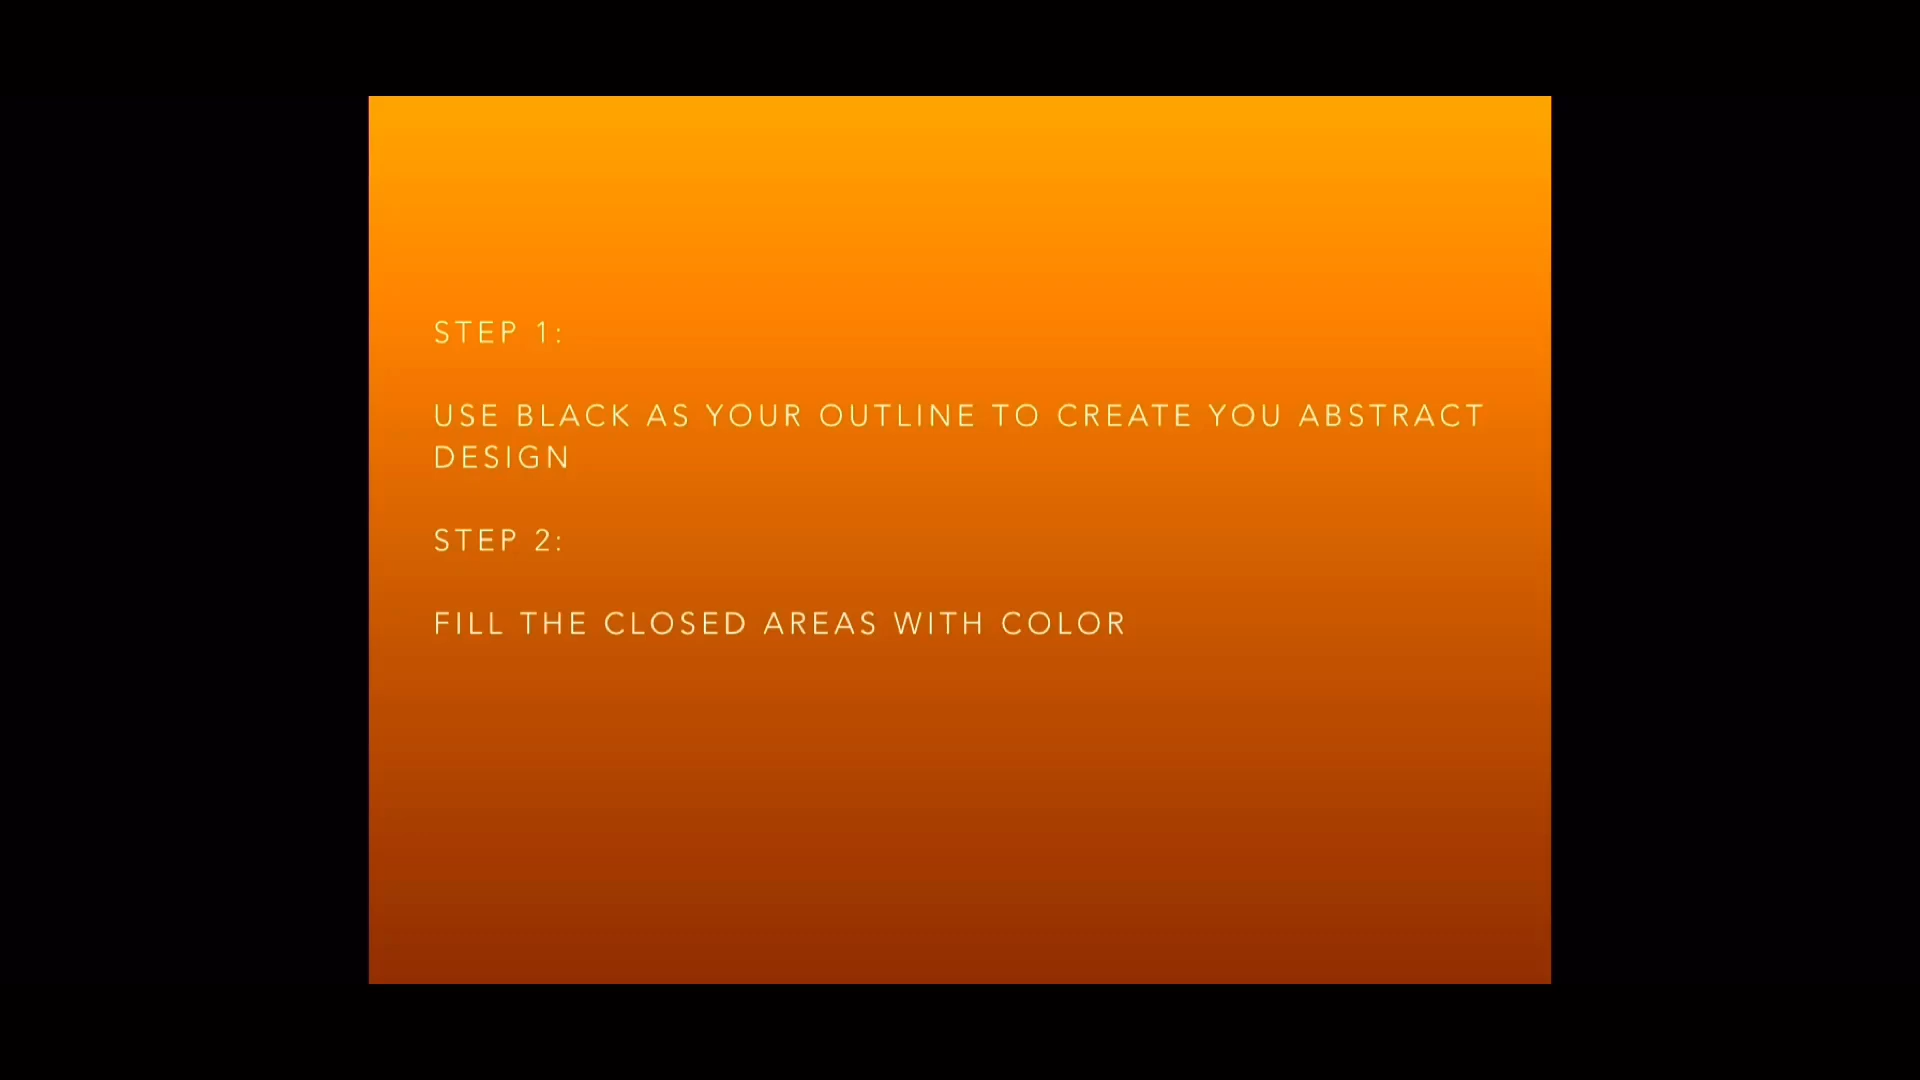 STEP 1:
USE BLACK AS YOUR OUTLINE TO CREATE YOU ABSTRACT
DESIGN
STEP 2:
FILL THE CLOSED AREAS WITH COLOR